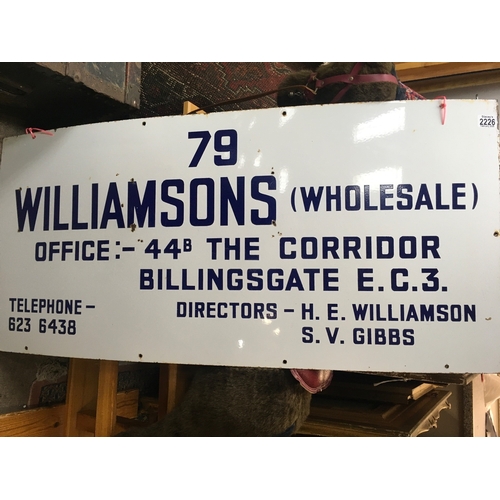 2226
79
WILLIAMSONS (WHOLESALE)
OFFICE:- 44B THE CORRIDOR
BILLINGSGATE E.C.3.
TELEPHONE-
623 6438
DIRECTORS - H. E. WILLIAMSON
S. V. GIBBS